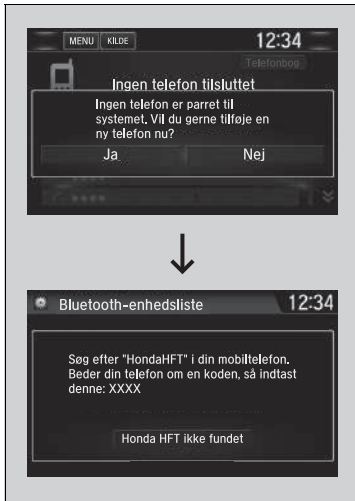 MENU KILDE 12:34
Telefonbog
Ingen telefon tilsluttet
Ingen telefon er parret til
systemet. Vil du gerne tilføje en
ny telefon nu?
Ja Nej
Bluetooth-enhedsliste 12:34
Søg efter "HondaHFT" i din mobiltelefon.
Beder din telefon om en koden, så indtast
denne: XXXX
Honda HFT ikke fundet